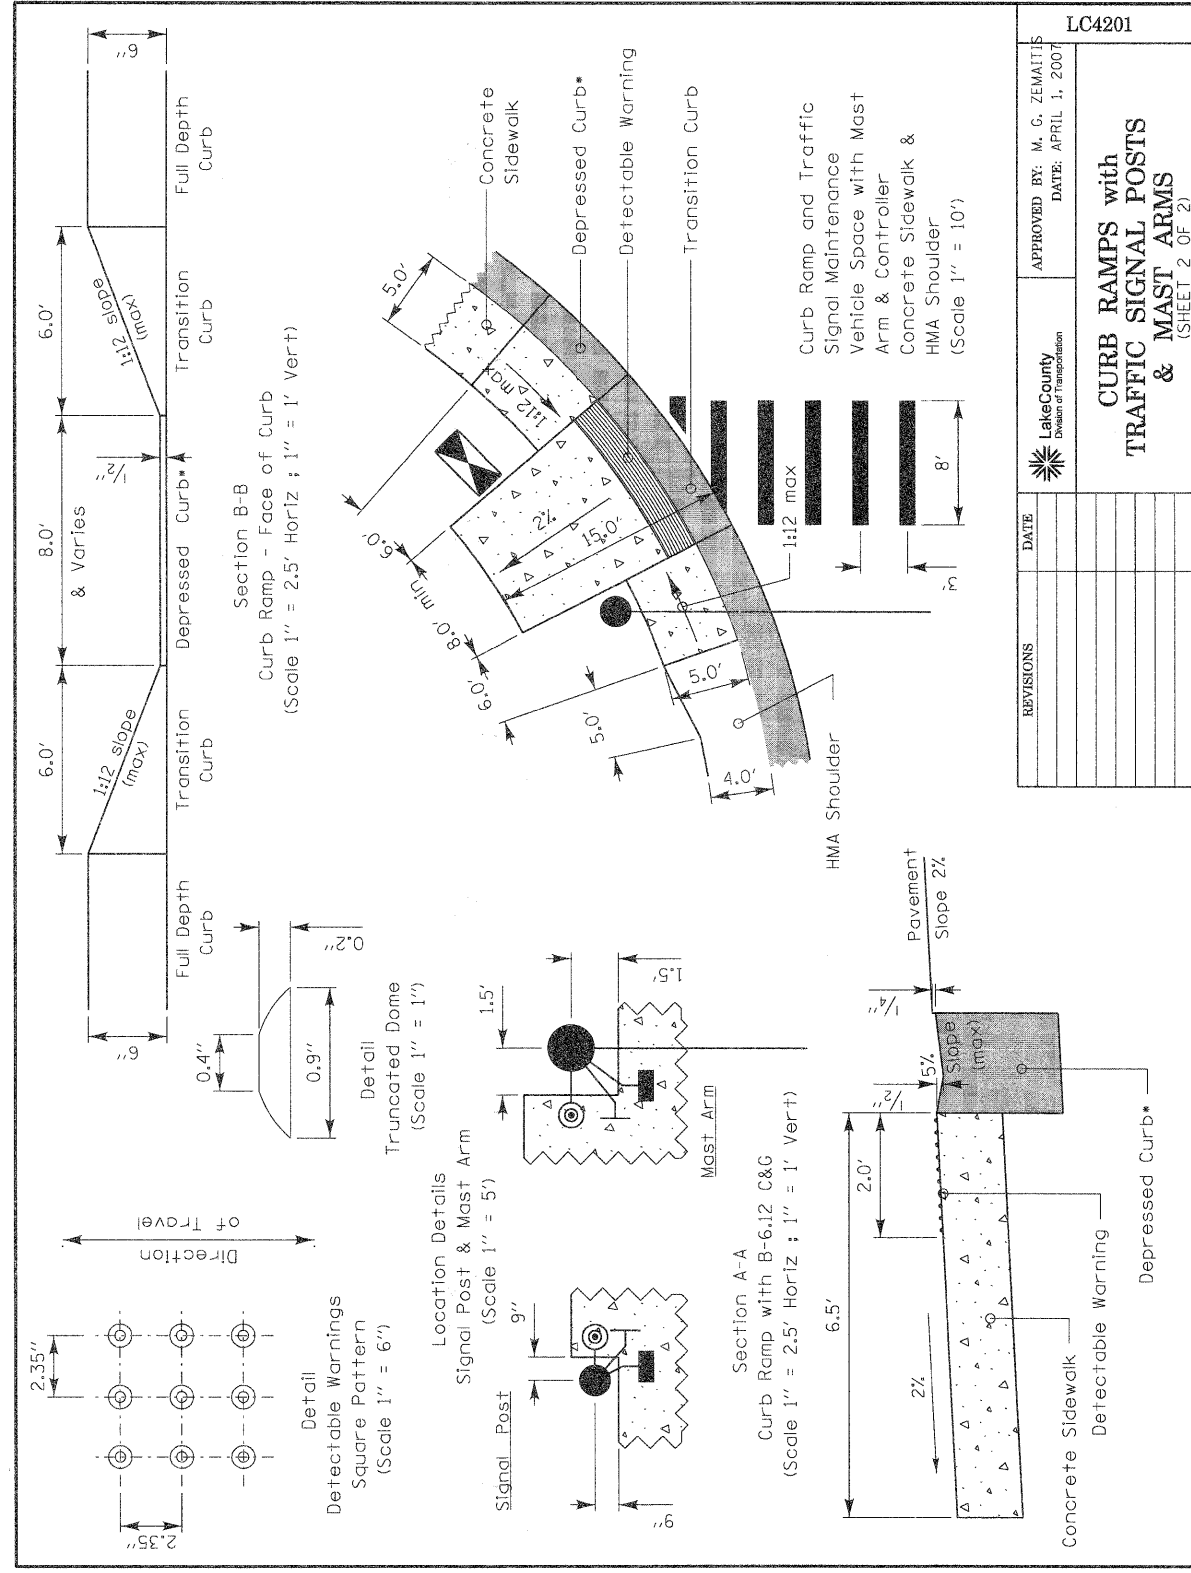 6"
6.0'
8.0'
& Varies
1/2"
6.0'
6"
1:12 slope
(max)
1:12 slope
(max)
Full Depth
Curb
Transition
Curb
Depressed Curb*
Transition
Curb
Full Depth
Curb
Section B-B
Curb Ramp - Face of Curb
(Scale 1" = 2.5' Horiz ; 1" = 1' Vert)
2.35"
2.35"
Direction
of Travel
Detail
Detectable Warnings
Square Pattern
(Scale 1" = 6")
0.4"
0.2"
0.9"
Detail
Truncated Dome
(Scale 1" = 1")
Location Details
Signal Post & Mast Arm
(Scale 1" = 5')
Signal Post
9"
9"
1.5'
1.5'
Mast Arm
Section A-A
Curb Ramp with B-6.12 C&G
(Scale 1" = 2.5' Horiz ; 1" = 1' Vert)
6.5'
2.0'
2%
1/2"
5%
Slope
(max)
1/4"
Pavement
Slope 2%
Concrete Sidewalk
Detectable Warning
Depressed Curb*
5.0'
Concrete
Sidewalk
Depressed Curb*
Detectable Warning
Transition Curb
1:12 max
6.0'
8.0' min
6.0'
5.0'
2%
15.0'
5.0'
4.0'
1:12 max
8'
3'
HMA Shoulder
Curb Ramp and Traffic
Signal Maintenance
Vehicle Space with Mast
Arm & Controller
Concrete Sidewalk &
HMA Shoulder
(Scale 1" = 10')
REVISIONS
DATE
LakeCounty
Division of Transportation
APPROVED BY: M. G. ZEMAITIS
DATE: APRIL 1, 2007
LC4201
CURB RAMPS with
TRAFFIC SIGNAL POSTS
& MAST ARMS
(SHEET 2 OF 2)